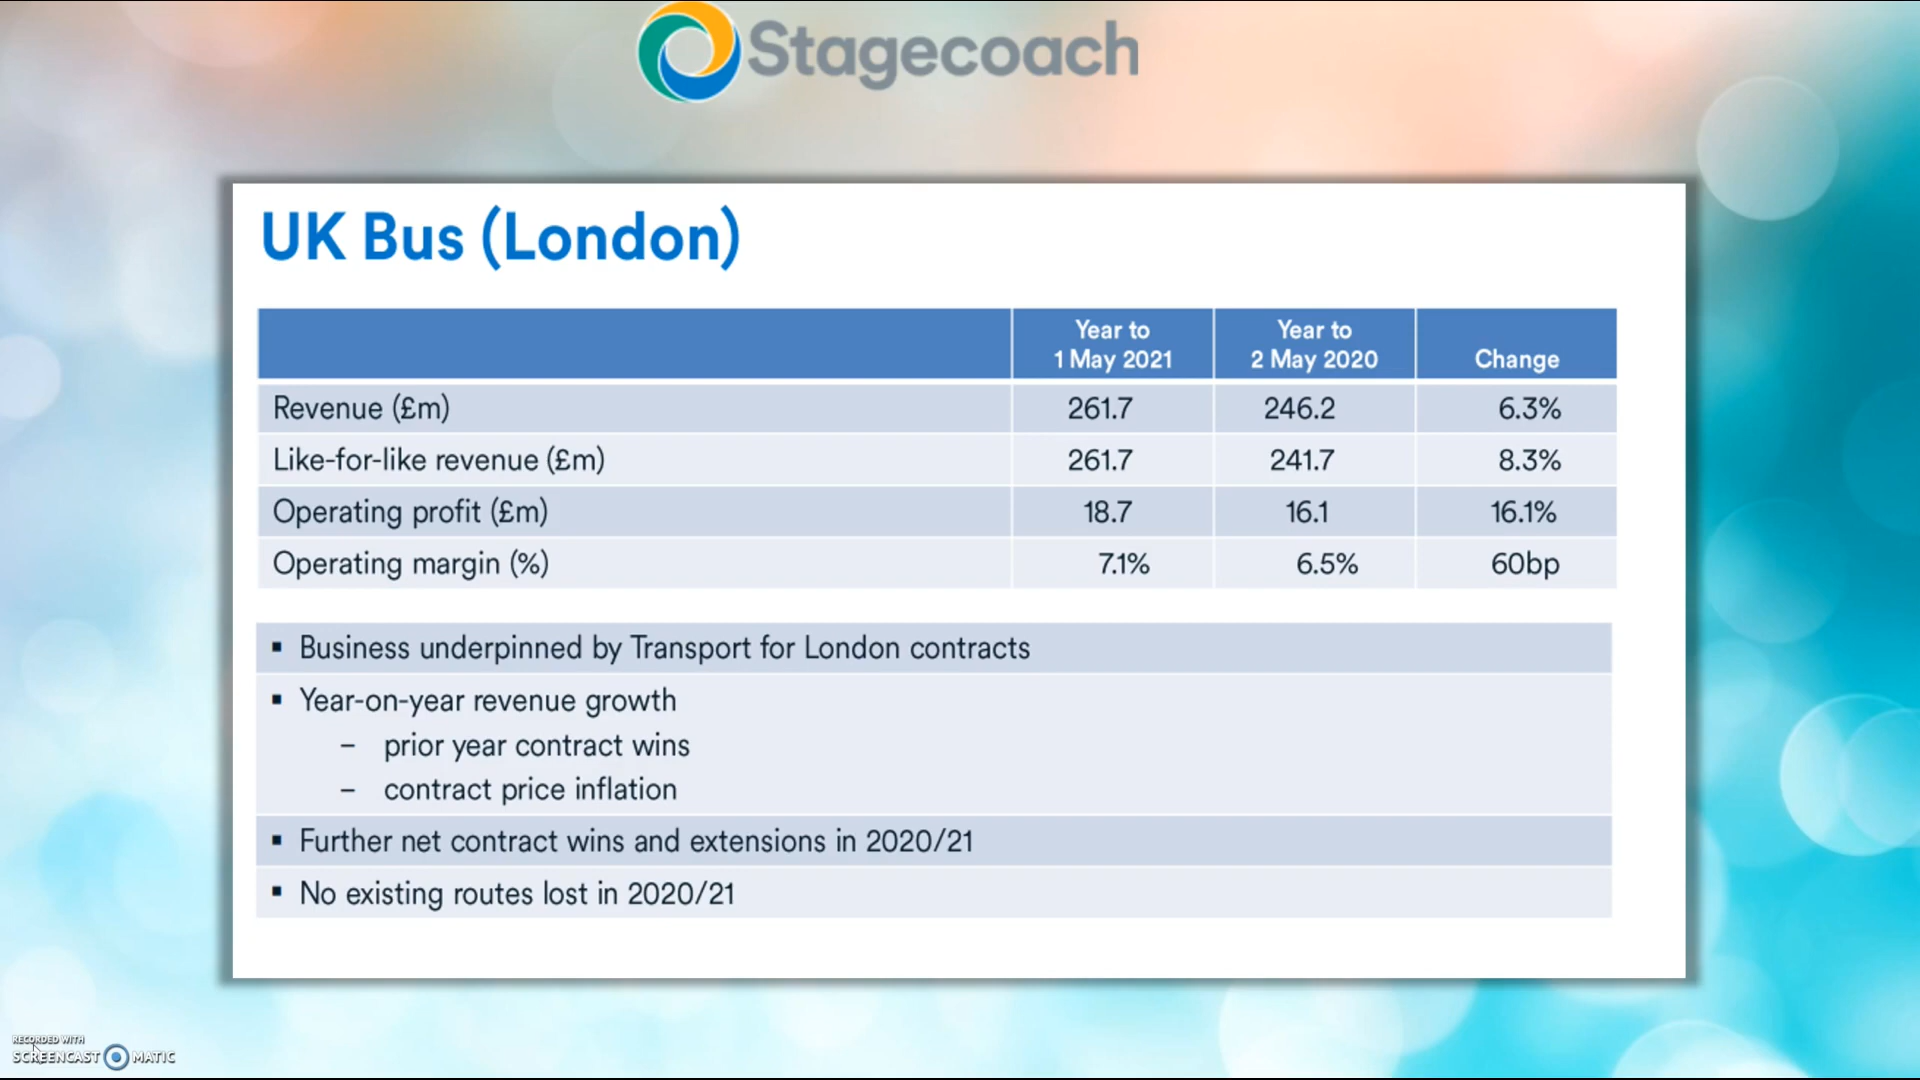 Stagecoach
UK Bus (London)
Year to
1 May 2021
Year to
2 May 2020
Change
Revenue (£m) 261.7 246.2 6.3%
Like-for-like revenue (£m) 261.7 241.7 8.3%
Operating profit (£m) 18.7 16.1 16.1%
Operating margin (%) 7.1% 6.5% 60bp
▪ Business underpinned by Transport for London contracts
▪ Year-on-year revenue growth
– prior year contract wins
– contract price inflation
▪ Further net contract wins and extensions in 2020/21
▪ No existing routes lost in 2020/21
RECORDED WITH
SCREENCAST MATIC